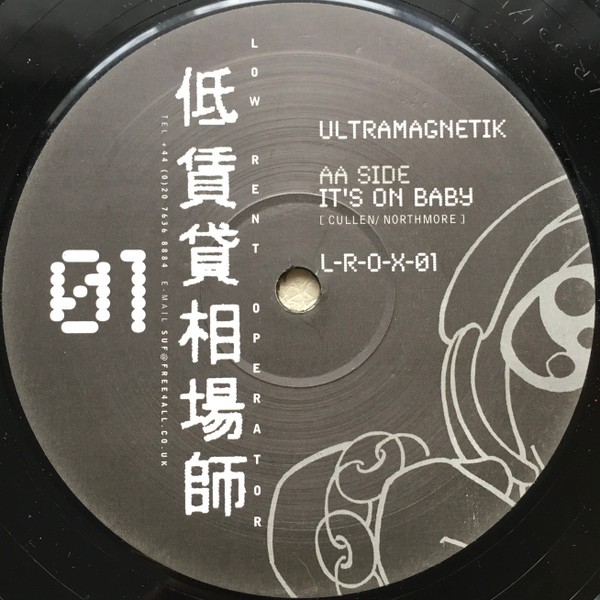 01
TEL +44 (0)20 7636 8884 E-MAIL SUF@FREE4ALL.CO.UK
低賃貸相場師
LOW RENT OPERATOR
ULTRAMAGNETIK
AA SIDE
IT'S ON BABY
[ CULLEN/ NORTHMORE ]
L-R-O-X-01